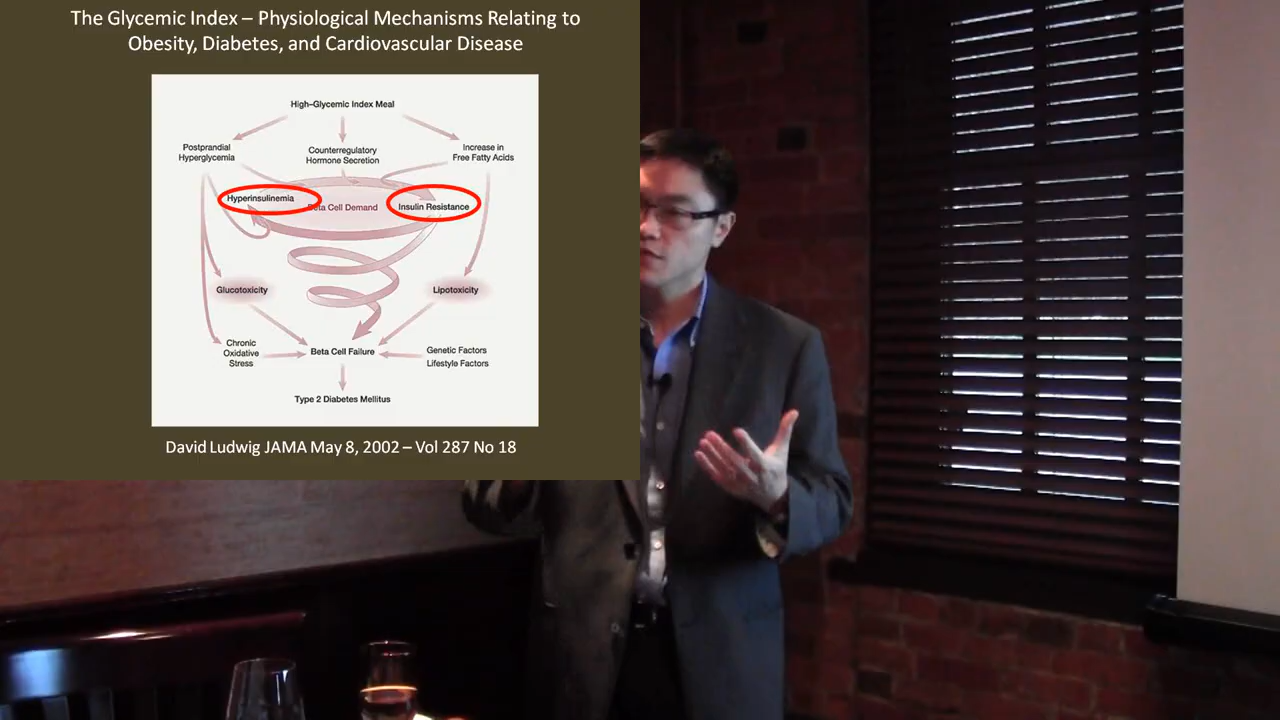 The Glycemic Index – Physiological Mechanisms Relating to
Obesity, Diabetes, and Cardiovascular Disease
High–Glycemic Index Meal
Postprandial
Hyperglycemia
Counterregulatory
Hormone Secretion
Increase in
Free Fatty Acids
Hyperinsulinemia
Beta Cell Demand
Insulin Resistance
Glucotoxicity
Lipotoxicity
Chronic
Oxidative
Stress
Beta Cell Failure
Genetic Factors
Lifestyle Factors
Type 2 Diabetes Mellitus
David Ludwig JAMA May 8, 2002 – Vol 287 No 18